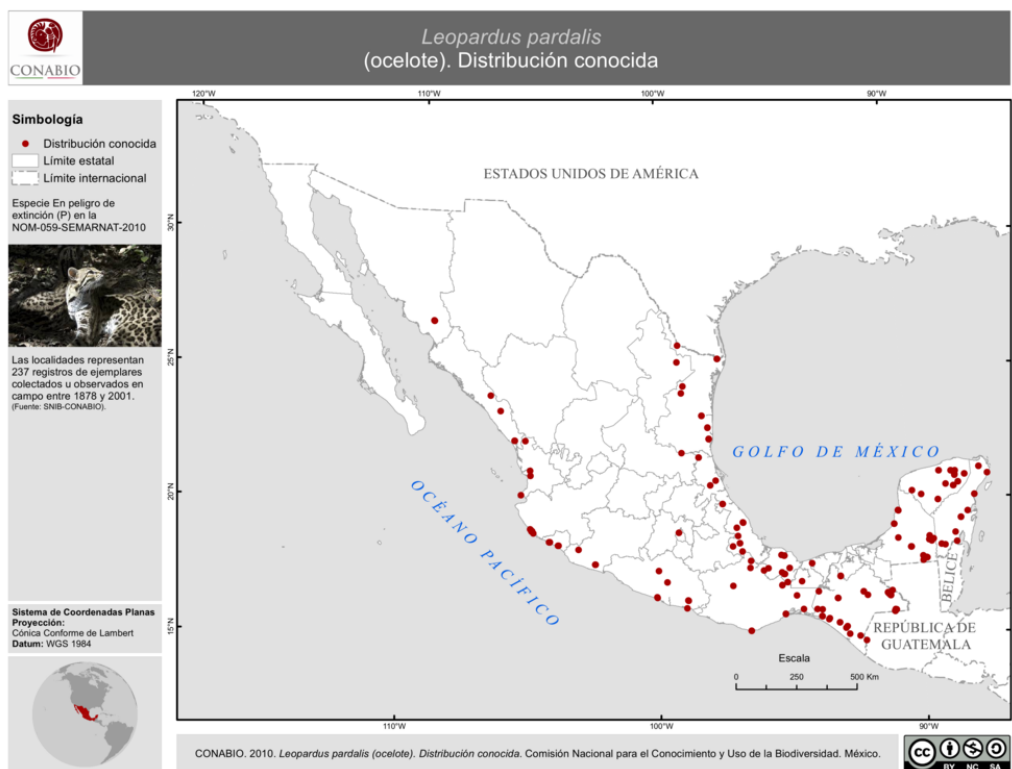 Leopardus pardalis
(ocelote). Distribución conocida
CONABIO
Simbología
Distribución conocida
Límite estatal
Límite internacional
Especie En peligro de
extinción (P) en la
NOM-059-SEMARNAT-2010
Las localidades representan
237 registros de ejemplares
colectados u observados en
campo entre 1878 y 2001.
(Fuente: SNIB-CONABIO).
Sistema de Coordenadas Planas
Proyección:
Cónica Conforme de Lambert
Datum: WGS 1984
120°W
110°W
100°W
90°W
30°N
25°N
20°N
15°N
ESTADOS UNIDOS DE AMÉRICA
GOLFO DE MÉXICO
OCÉANO PACÍFICO
BELICE
REPÚBLICA DE
GUATEMALA
Escala
0 250 500 Km
110°W
100°W
90°W
CONABIO. 2010. Leopardus pardalis (ocelote). Distribución conocida. Comisión Nacional para el Conocimiento y Uso de la Biodiversidad. México.
cc
BY NC SA